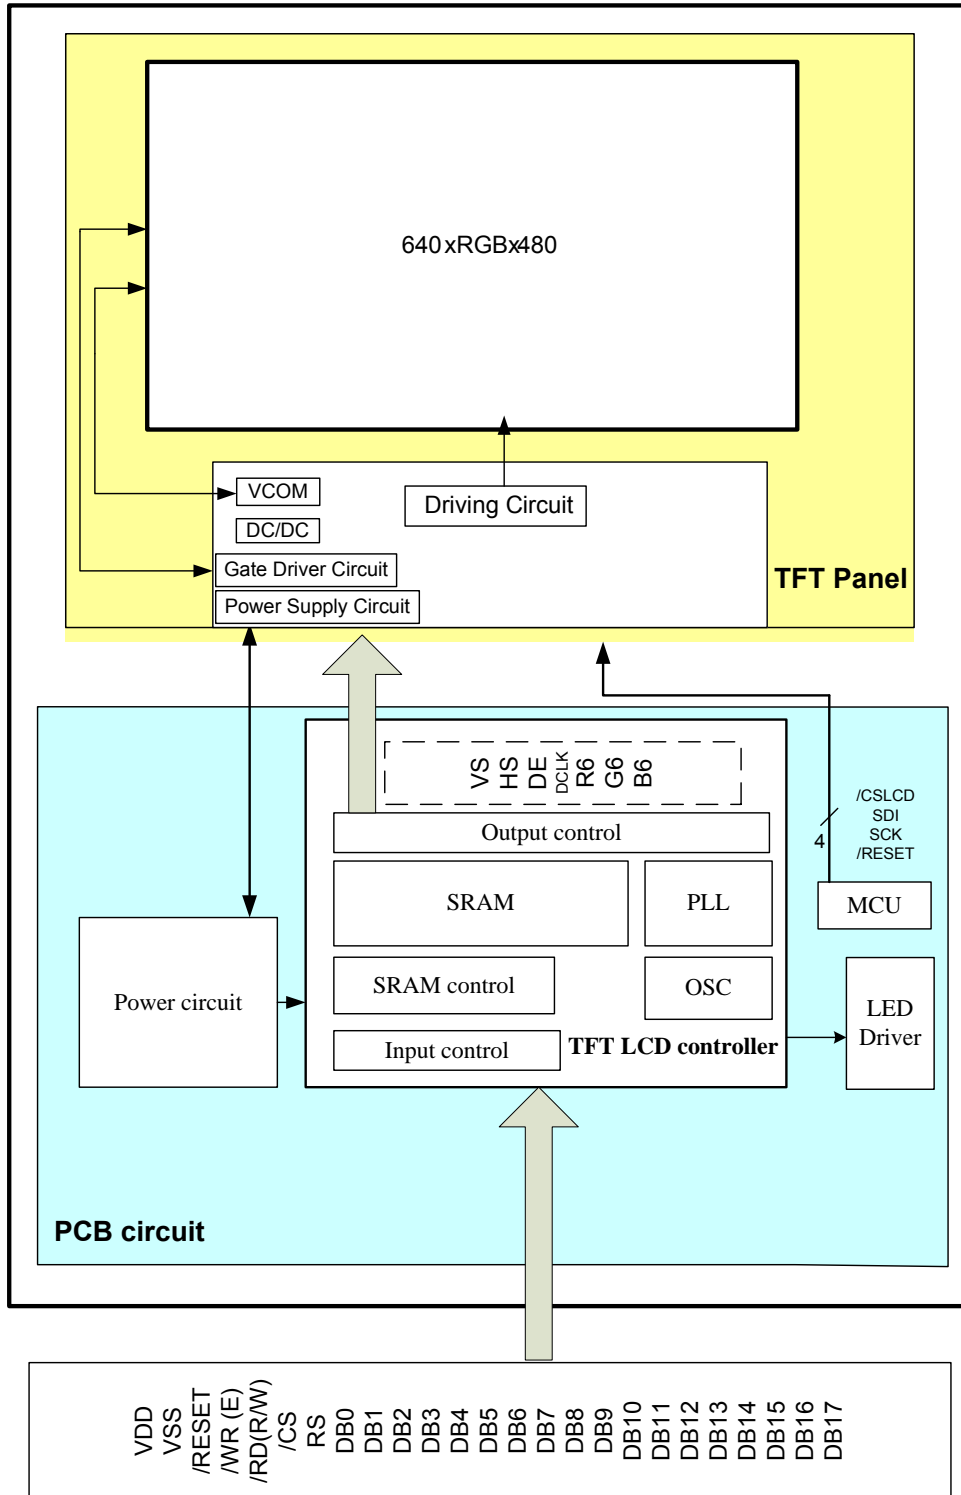 640xRGBx480
VCOM
Driving Circuit
DC/DC
Gate Driver Circuit
Power Supply Circuit
TFT Panel
VS
HS
DE
DCLK
R6
G6
B6
Output control
/CSLCD
SDI
SCK
/RESET
4
SRAM
PLL
MCU
Power circuit
SRAM control
OSC
LED
Driver
Input control
TFT LCD controller
PCB circuit
VDD
VSS
/RESET
/WR (E)
/RD(R/W)
/CS
RS
DB0
DB1
DB2
DB3
DB4
DB5
DB6
DB7
DB8
DB9
DB10
DB11
DB12
DB13
DB14
DB15
DB16
DB17